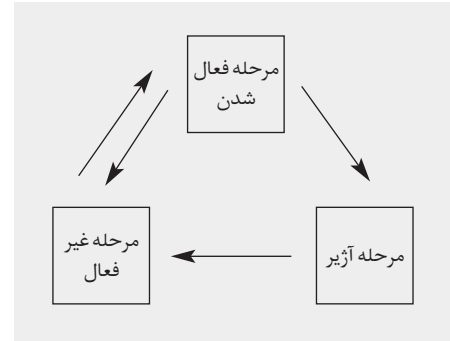 مرحله فعال
شدن
مرحله غیر
فعال
مرحله آژیر